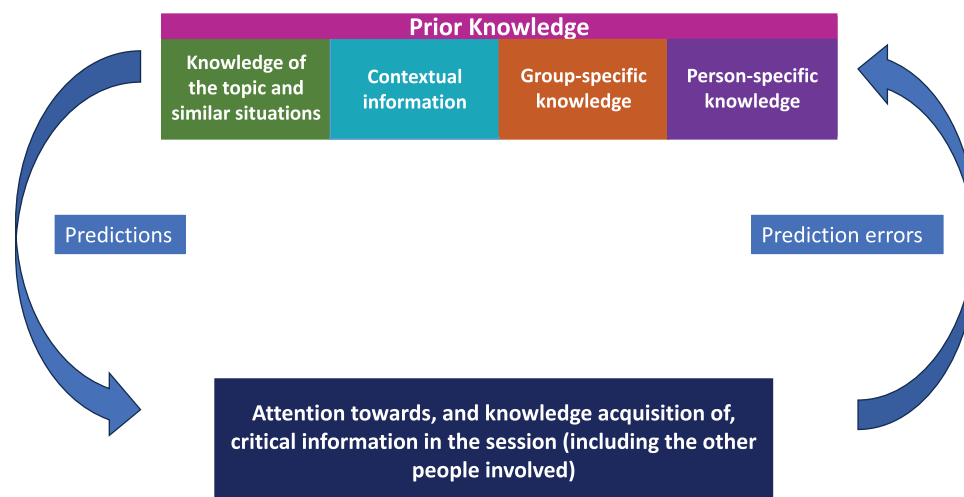 Prior Knowledge
Knowledge of
the topic and
similar situations
Contextual
information
Group-specific
knowledge
Person-specific
knowledge
Predictions
Prediction errors
Attention towards, and knowledge acquisition of,
critical information in the session (including the other
people involved)